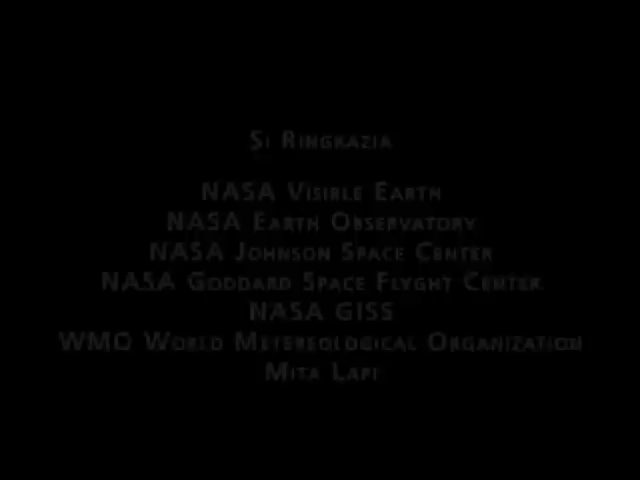 Si Ringrazia
NASA Visible Earth
NASA Earth Observatory
NASA Johnson Space Center
NASA Goddard Space Flyght Center
NASA GISS
WMO World Metereological Organization
Mita Lapi